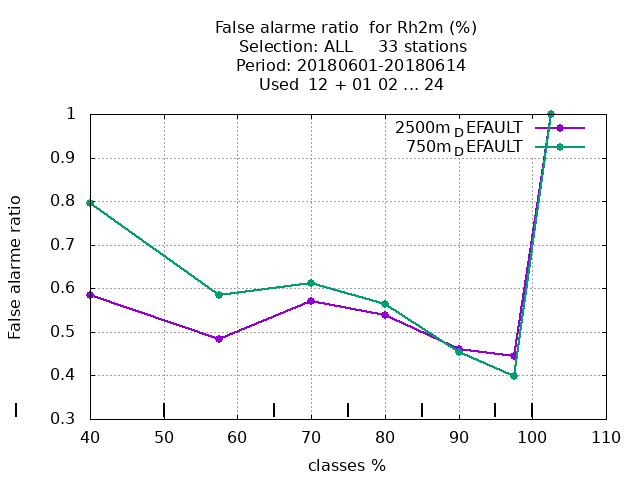 False alarme ratio  for Rh2m (%)
Selection: ALL     33 stations
Period: 20180601-20180614
Used  12 + 01 02 ... 24
2500m_DEFAULT
750m_DEFAULT
1
0.9
0.8
0.7
0.6
0.5
0.4
0.3
False alarme ratio
40 50 60 70 80 90 100 110
classes %